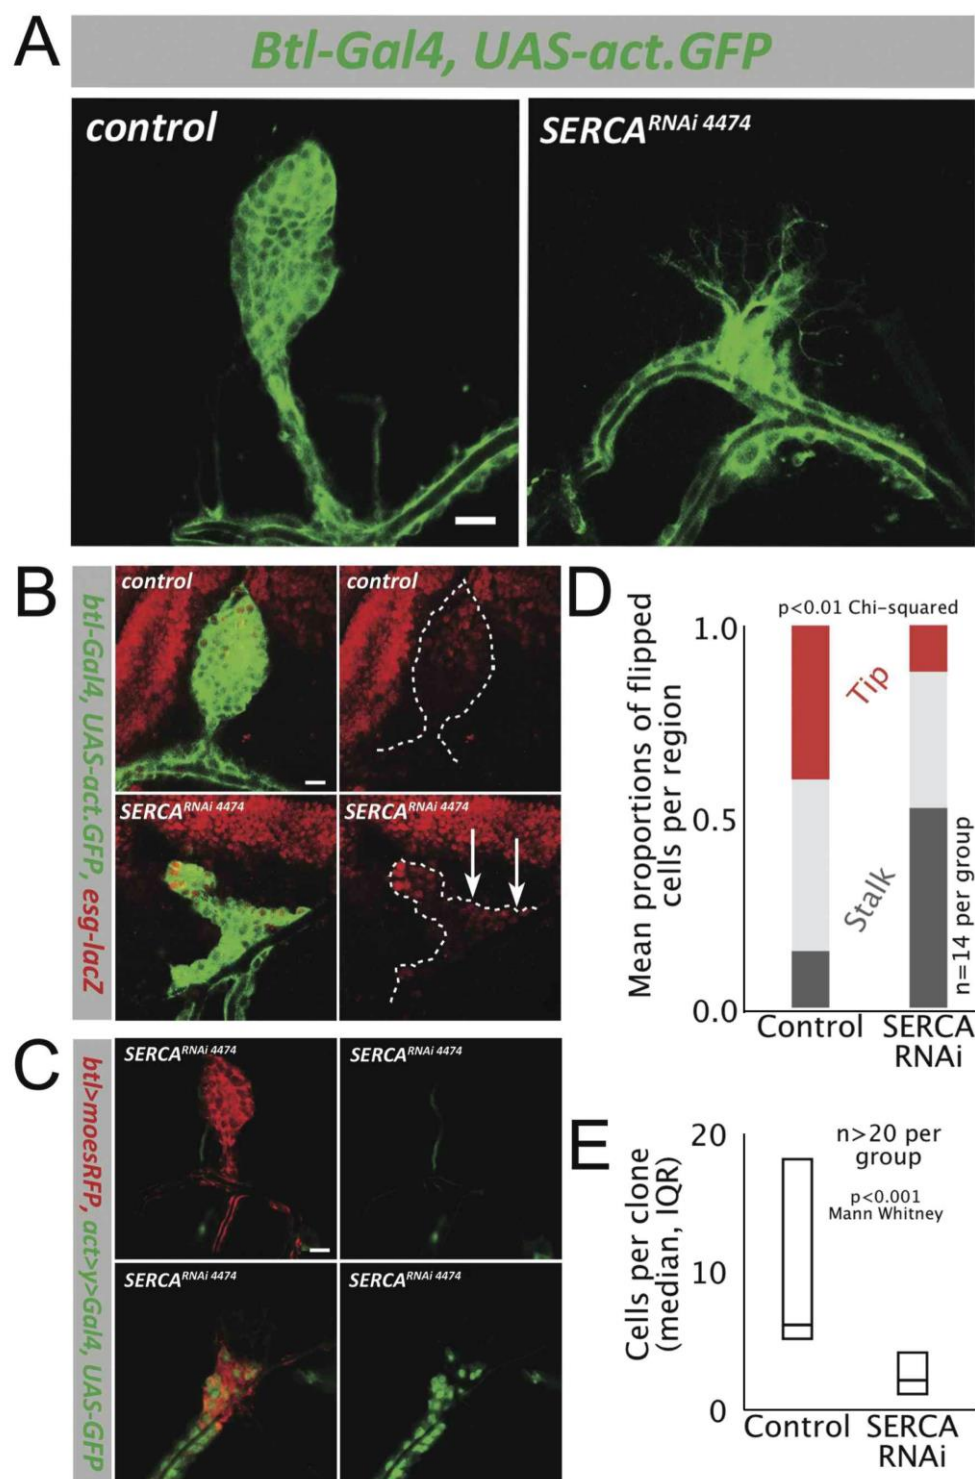 A
Btl-Gal4, UAS-act.GFP
control
SERCA RNAi 4474
B
btl-Gal4, UAS-act.GFP, esg-lacZ
control
control
SERCA RNAi 4474
SERCA RNAi 4474
C
btl>moesRFP, act>y>Gal4, UAS-GFP
SERCA RNAi 4474
SERCA RNAi 4474
SERCA RNAi 4474
SERCA RNAi 4474
D
p<0.01 Chi-squared
Mean proportions of flipped
cells per region
1.0
0.5
0.0
Tip
Stalk
n=14 per group
Control
SERCA
RNAi
E
Cells per clone
(median, IQR)
20
10
0
n>20 per
group
p<0.001
Mann Whitney
Control
SERCA
RNAi